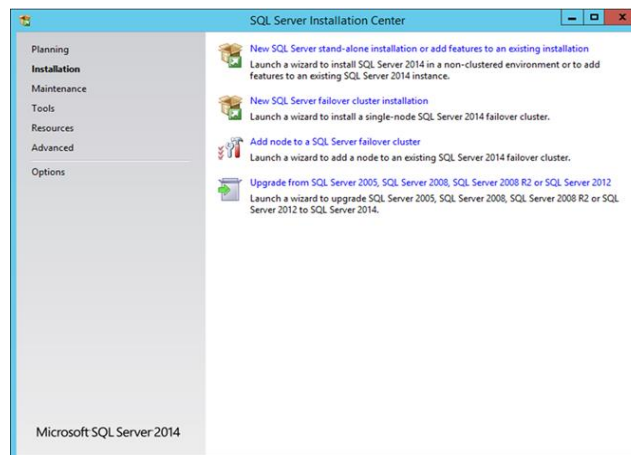 SQL Server Installation Center
Planning
Installation
Maintenance
Tools
Resources
Advanced
Options
New SQL Server stand-alone installation or add features to an existing installation
Launch a wizard to install SQL Server 2014 in a non-clustered environment or to add
features to an existing SQL Server 2014 instance.
New SQL Server failover cluster installation
Launch a wizard to install a single-node SQL Server 2014 failover cluster.
Add node to a SQL Server failover cluster
Launch a wizard to add a node to an existing SQL Server 2014 failover cluster.
Upgrade from SQL Server 2005, SQL Server 2008, SQL Server 2008 R2 or SQL Server 2012
Launch a wizard to upgrade SQL Server 2005, SQL Server 2008, SQL Server 2008 R2 or SQL
Server 2012 to SQL Server 2014.
Microsoft SQL Server 2014